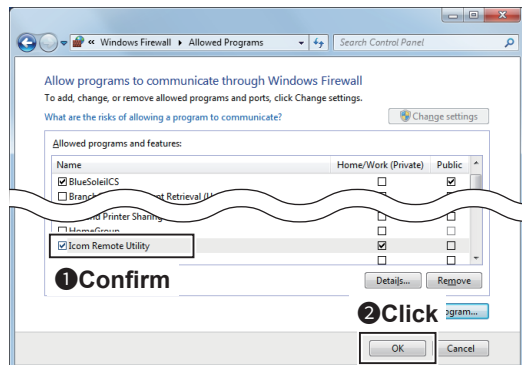 « Windows Firewall ▸ Allowed Programs
Search Control Panel
Allow programs to communicate through Windows Firewall
To add, change, or remove allowed programs and ports, click Change settings.
What are the risks of allowing a program to communicate?
Change settings
Allowed programs and features:
Name Home/Work (Private) Public
BlueSoleilCS
Retrieval
Printer Sharing
HomeGroup
Icom Remote Utility
❶Confirm
Details... Remove
❷Click
OK Cancel